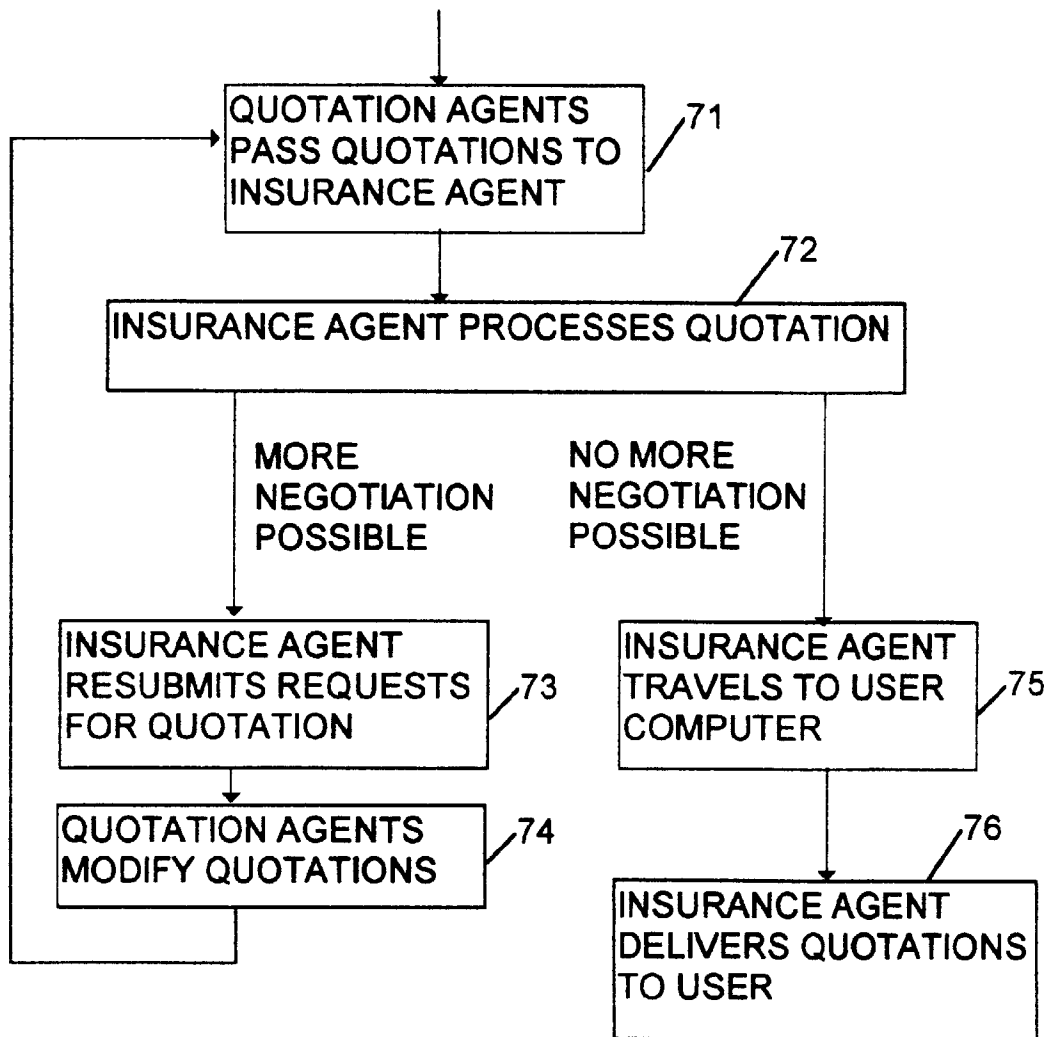 QUOTATION AGENTS
PASS QUOTATIONS TO
INSURANCE AGENT
71
72
INSURANCE AGENT PROCESSES QUOTATION
MORE
NEGOTIATION
POSSIBLE
NO MORE
NEGOTIATION
POSSIBLE
INSURANCE AGENT
RESUBMITS REQUESTS
FOR QUOTATION
73
INSURANCE AGENT
TRAVELS TO USER
COMPUTER
75
QUOTATION AGENTS
MODIFY QUOTATIONS
74
76
INSURANCE AGENT
DELIVERS QUOTATIONS
TO USER